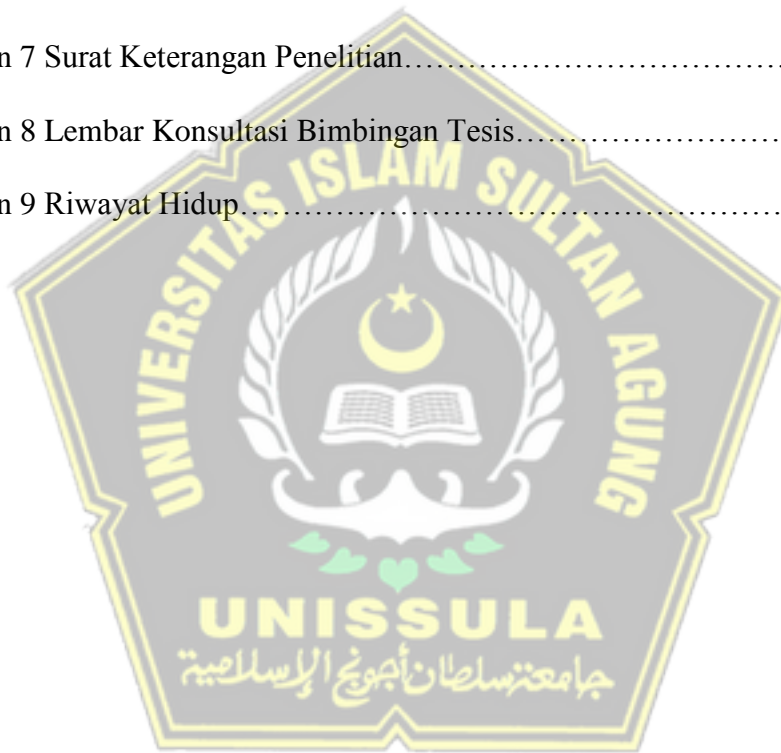 n 7 Surat Keterangan Penelitian……………………………….
n 8 Lembar Konsultasi Bimbingan Tesis…………………….
n 9 Riwayat Hidup……………………………………………….
UNIVERSITAS ISLAM SULTAN AGUNG
UNISSULA
جامعة سلطان أجونج الإسلامية